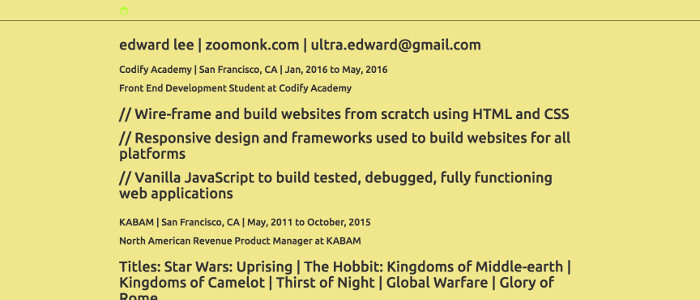 edward lee | zoomonk.com | ultra.edward@gmail.com
Codify Academy | San Francisco, CA | Jan, 2016 to May, 2016
Front End Development Student at Codify Academy
// Wire-frame and build websites from scratch using HTML and CSS
// Responsive design and frameworks used to build websites for all
platforms
// Vanilla JavaScript to build tested, debugged, fully functioning
web applications
KABAM | San Francisco, CA | May, 2011 to October, 2015
North American Revenue Product Manager at KABAM
Titles: Star Wars: Uprising | The Hobbit: Kingdoms of Middle-earth |
Kingdoms of Camelot | Thirst of Night | Global Warfare | Glory of
Rome